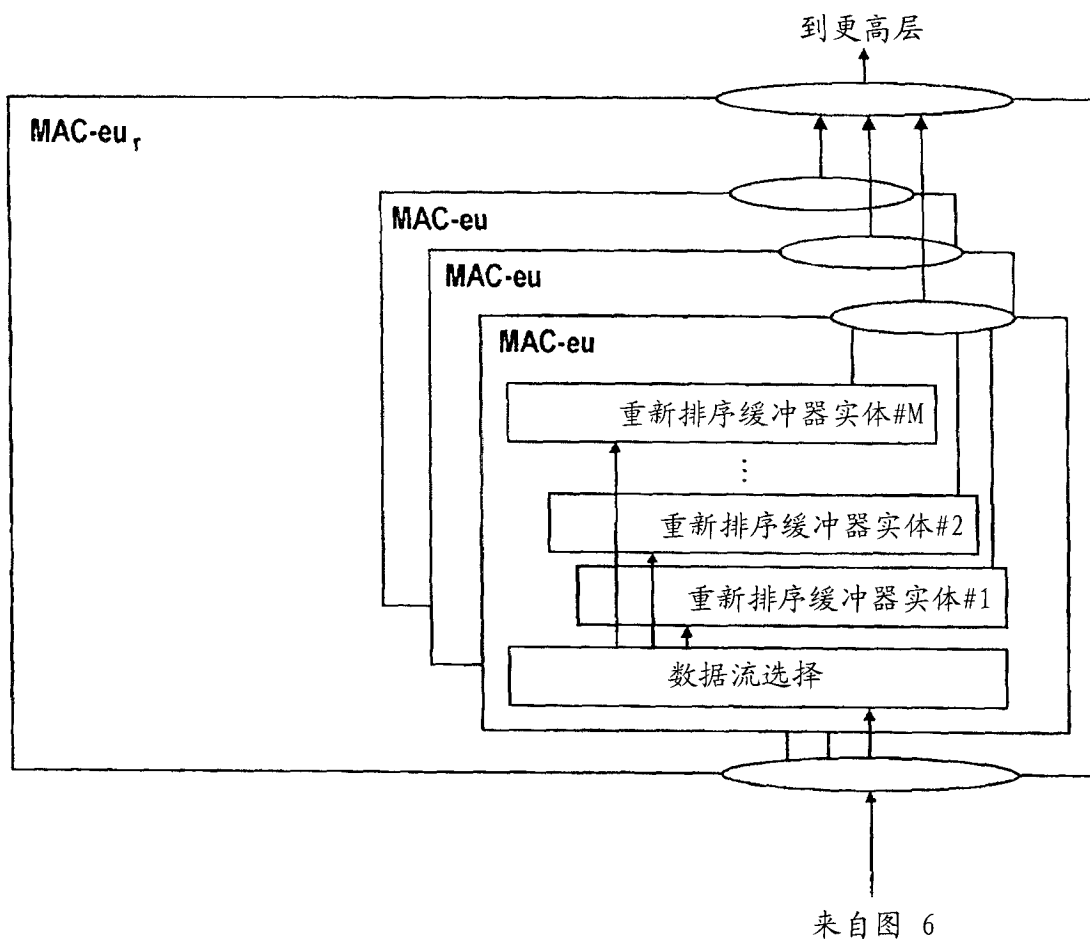 到更高层
MAC-eu r
MAC-eu
MAC-eu
MAC-eu
重新排序缓冲器实体#M
⋮
重新排序缓冲器实体#2
重新排序缓冲器实体#1
数据流选择
来自图 6